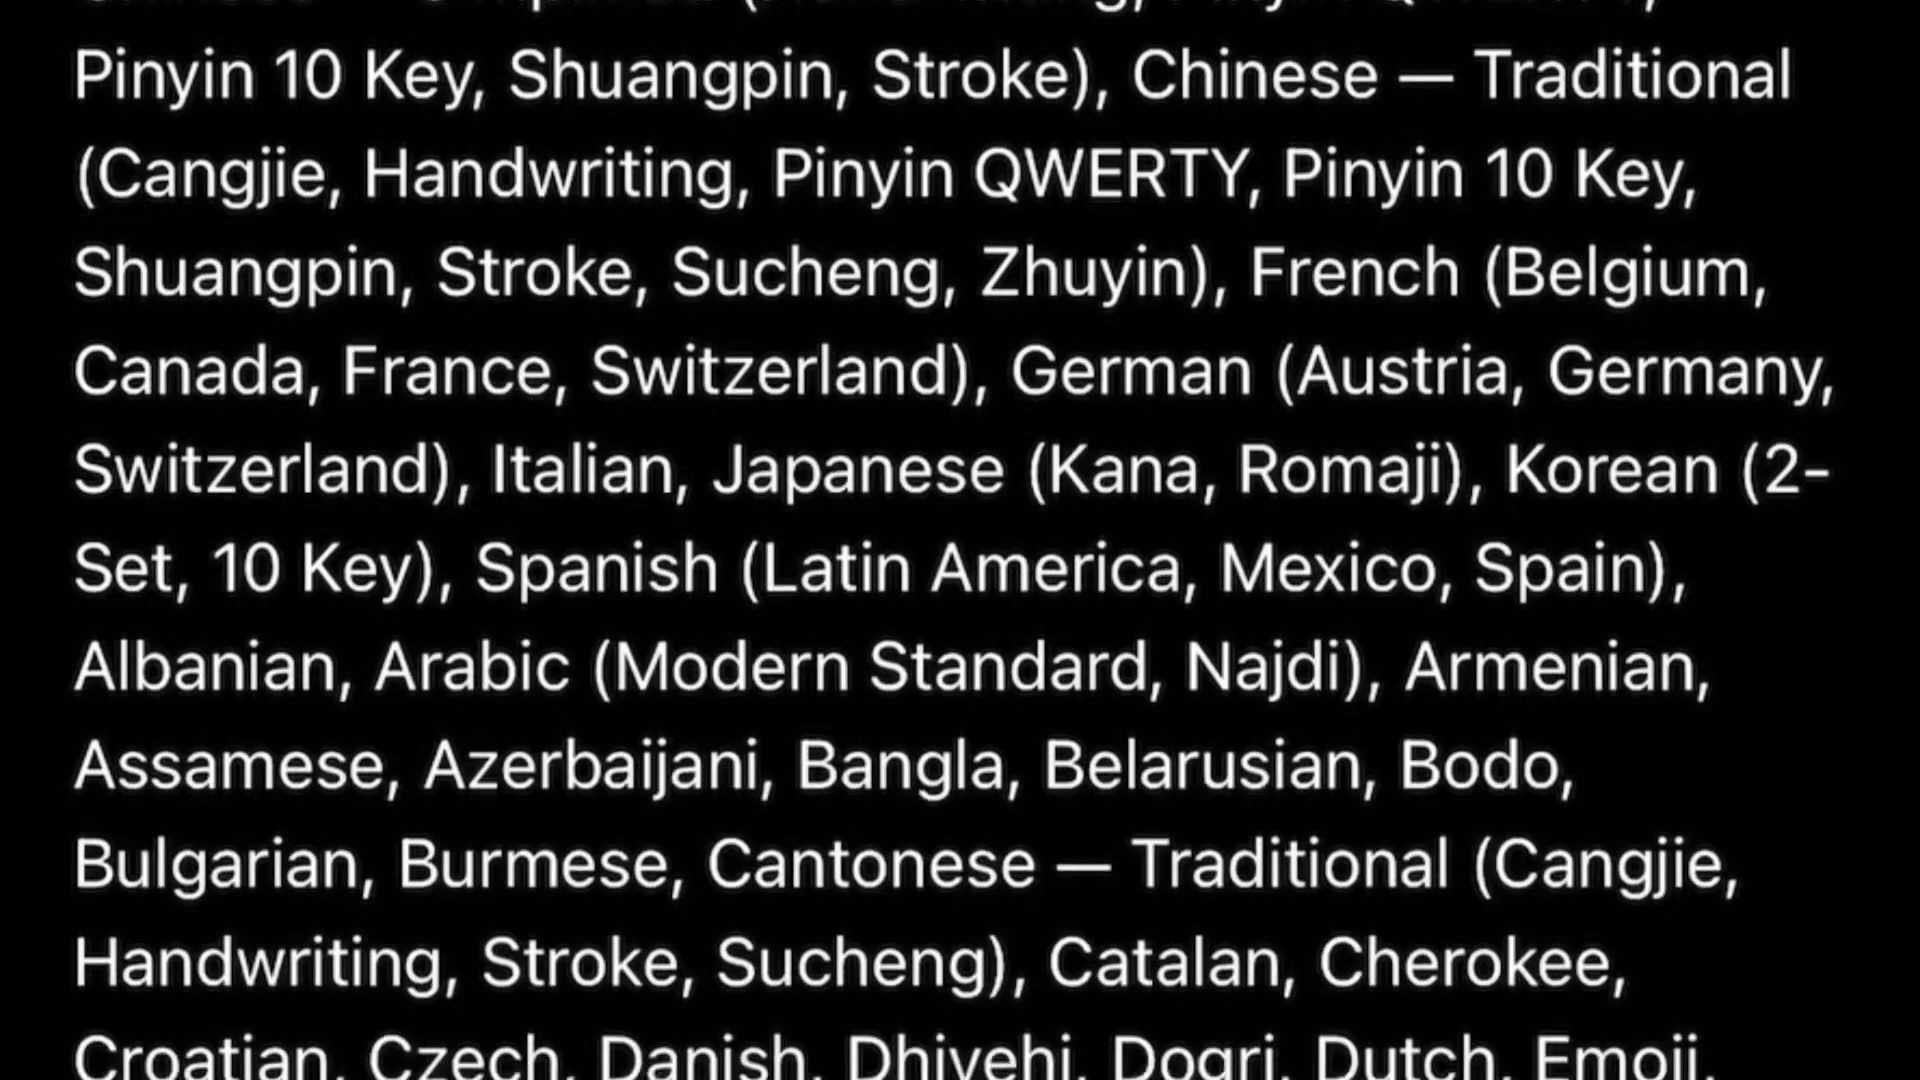 Pinyin 10 Key, Shuangpin, Stroke), Chinese — Traditional
(Cangjie, Handwriting, Pinyin QWERTY, Pinyin 10 Key,
Shuangpin, Stroke, Sucheng, Zhuyin), French (Belgium,
Canada, France, Switzerland), German (Austria, Germany,
Switzerland), Italian, Japanese (Kana, Romaji), Korean (2-
Set, 10 Key), Spanish (Latin America, Mexico, Spain),
Albanian, Arabic (Modern Standard, Najdi), Armenian,
Assamese, Azerbaijani, Bangla, Belarusian, Bodo,
Bulgarian, Burmese, Cantonese — Traditional (Cangjie,
Handwriting, Stroke, Sucheng), Catalan, Cherokee,
Croatian, Czech, Danish, Dhivehi, Dogri, Dutch, Emoji,